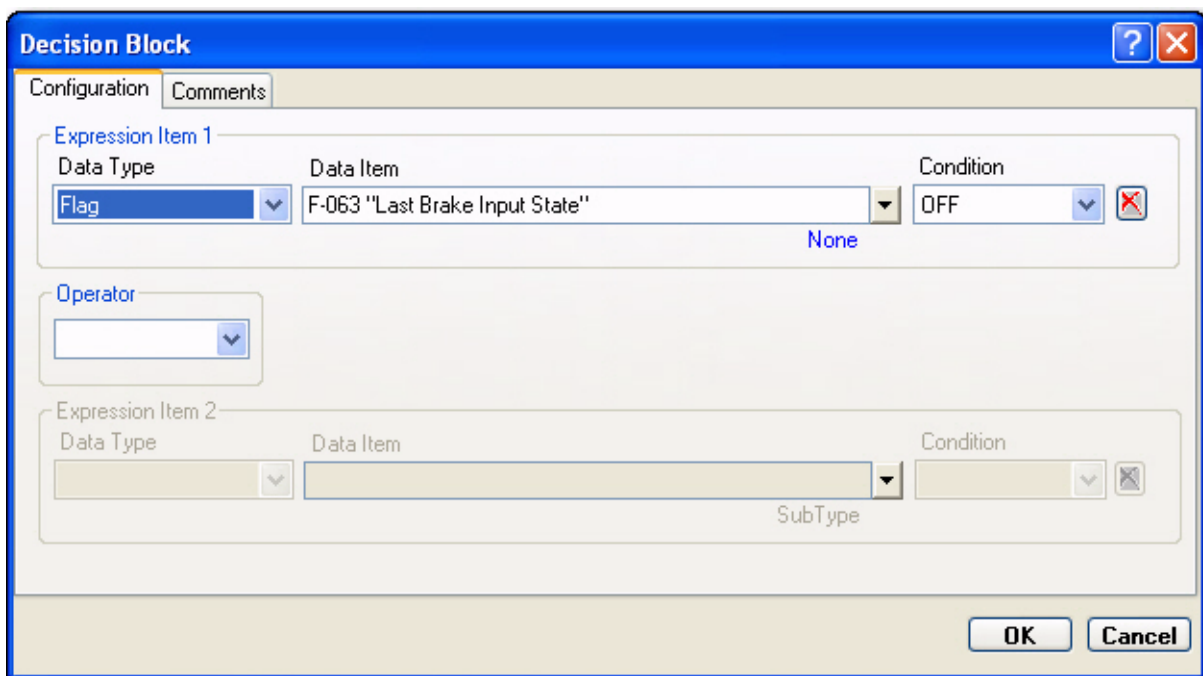 Decision Block
Configuration Comments
Expression Item 1
Data Type Data Item Condition
Flag F-063 "Last Brake Input State" OFF
None
Operator
Expression Item 2
Data Type Data Item Condition
SubType
OK Cancel